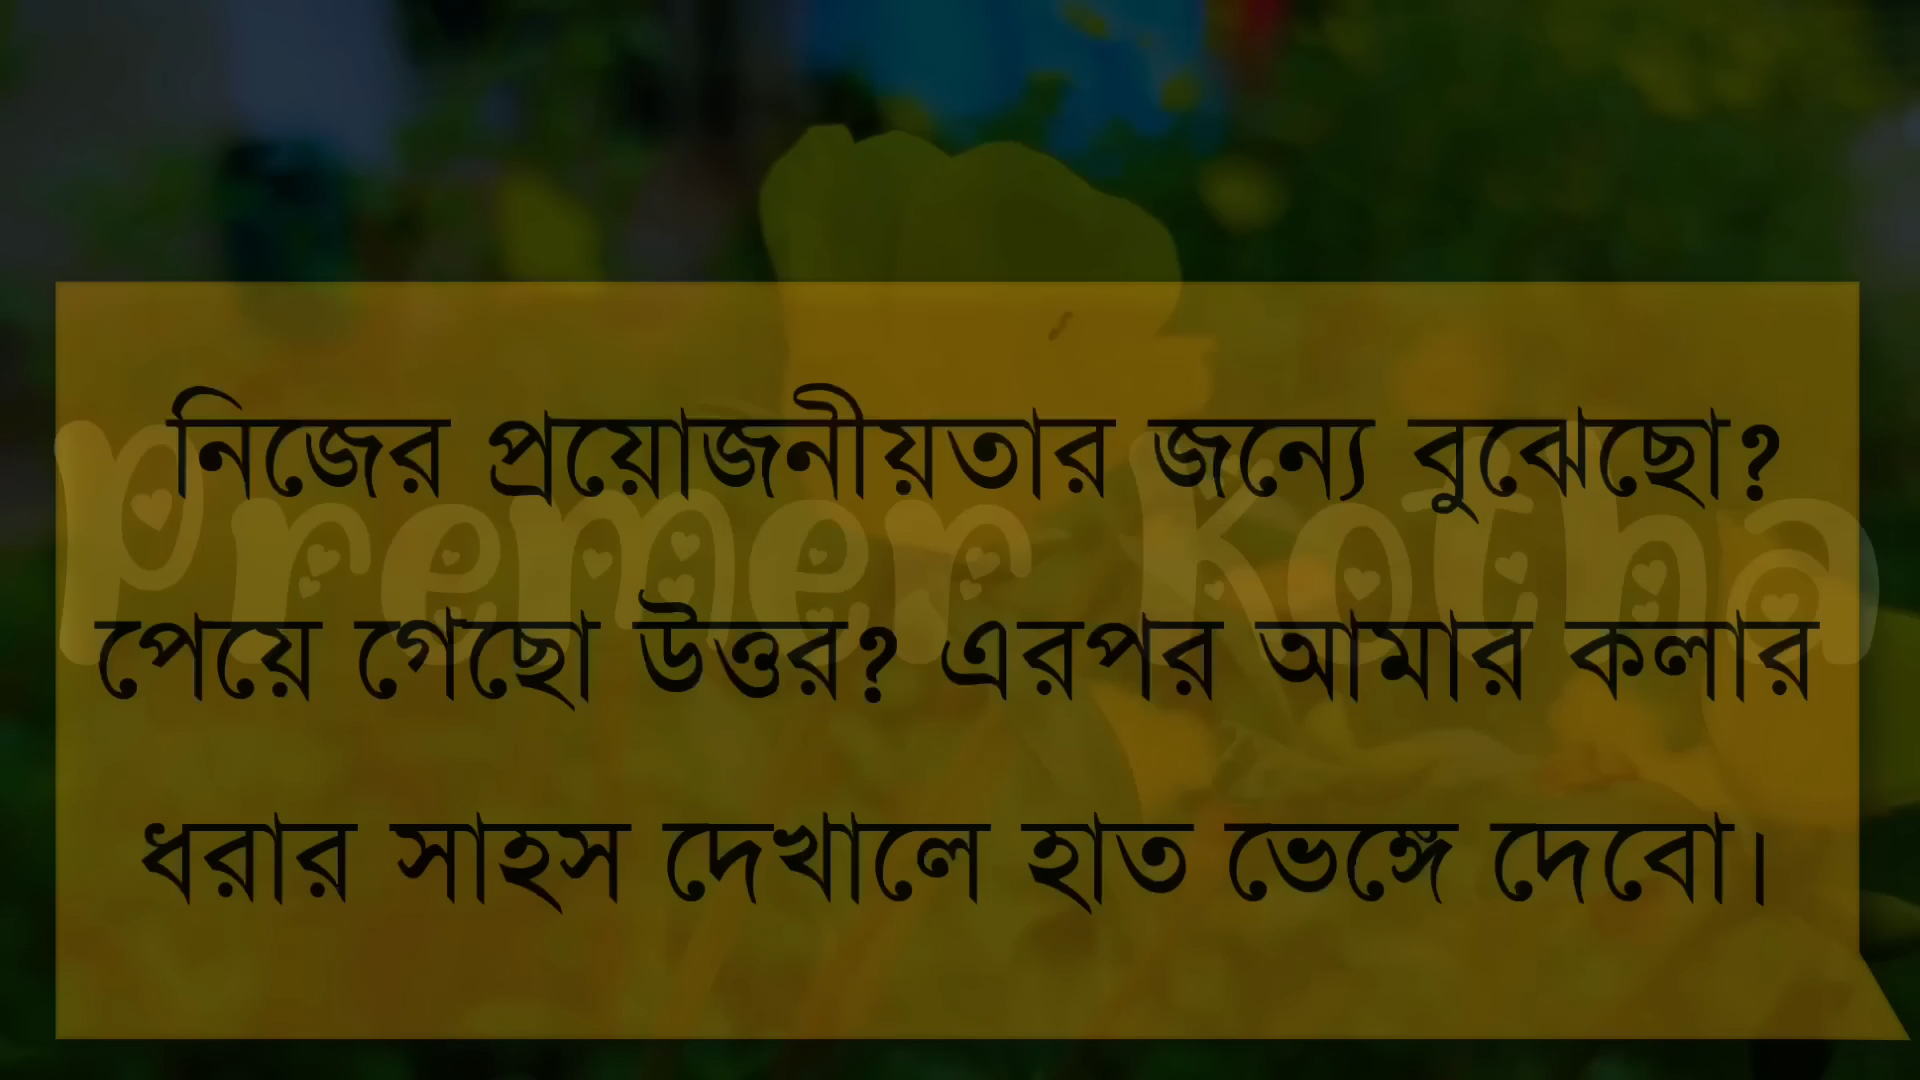 নিজের প্রয়োজনীয়তার জন্যে বুঝেছো?
Premer Kotha
পেয়ে গেছো উত্তর? এরপর আমার কলার
ধরার সাহস দেখালে হাত ভেঙ্গে দেবো।